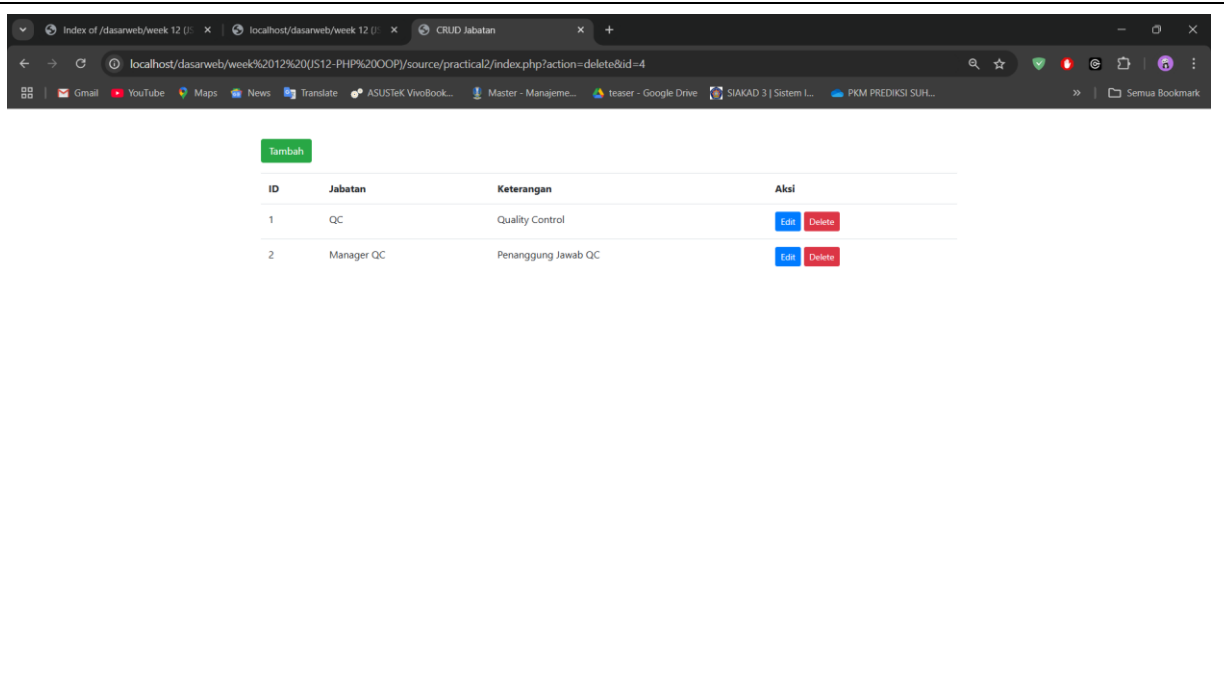 Index of /dasarweb/week 12 (JS
localhost/dasarweb/week 12 (JS
CRUD Jabatan
localhost/dasarweb/week%2012%20(JS12-PHP%20OOP)/source/practical2/index.php?action=delete&id=4
Gmail YouTube Maps News Translate ASUSTeK VivoBook... Master - Manajeme... teaser - Google Drive SIAKAD 3 | Sistem I... PKM PREDIKSI SUH... » Semua Bookmark
Tambah
ID Jabatan Keterangan Aksi
1 QC Quality Control Edit Delete
2 Manager QC Penanggung Jawab QC Edit Delete